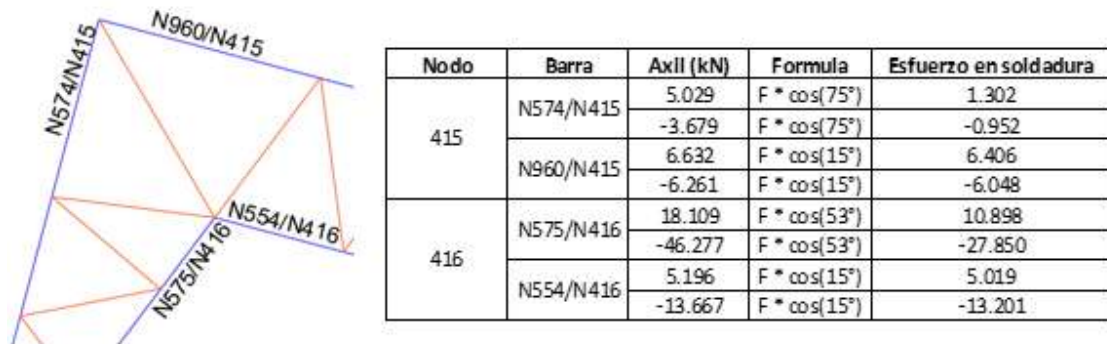 N960/N415
N574/N415
N554/N416
N575/N416
Nodo Barra Axil (kN) Formula Esfuerzo en soldadura
415 N574/N415 5.029 F * cos(75°) 1.302
-3.679 F * cos(75°) -0.952
N960/N415 6.632 F * cos(15°) 6.406
-6.261 F * cos(15°) -6.048
416 N575/N416 18.109 F * cos(53°) 10.898
-46.277 F * cos(53°) -27.850
N554/N416 5.196 F * cos(15°) 5.019
-13.667 F * cos(15°) -13.201